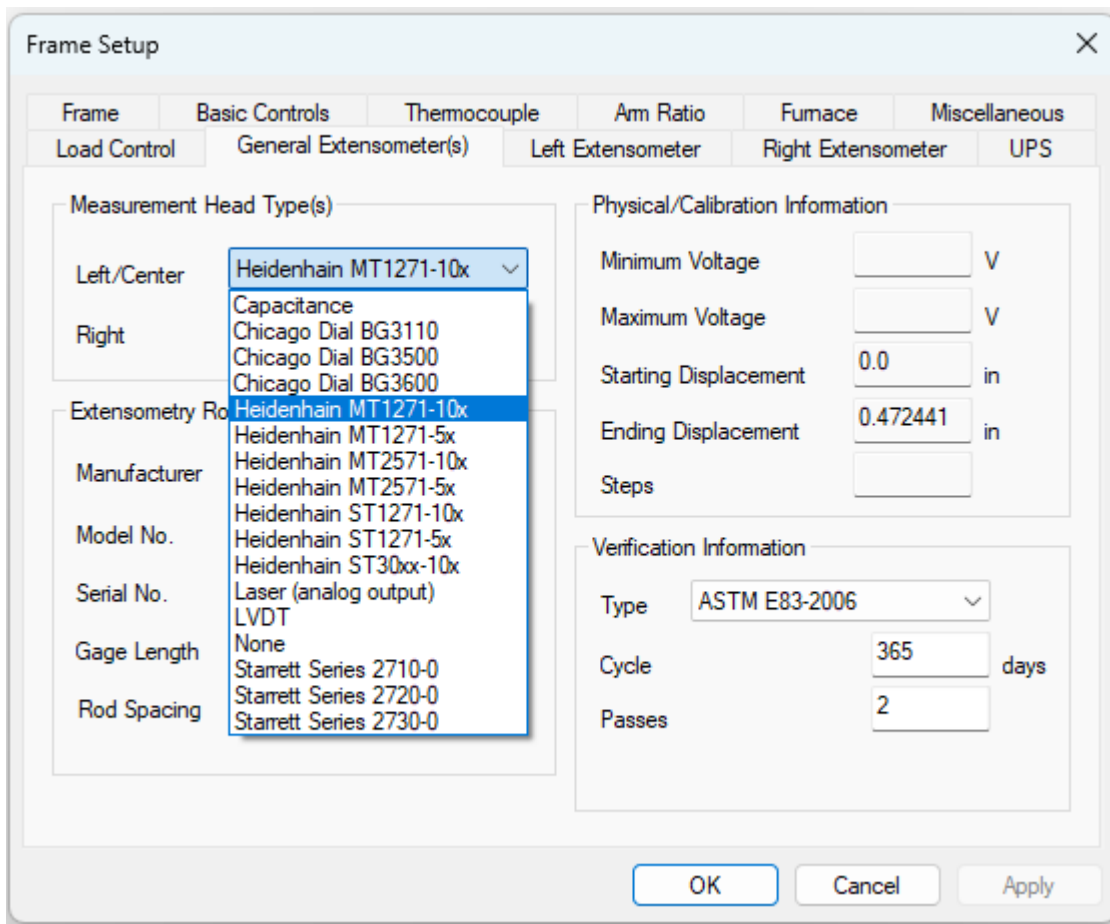 Frame Setup
Frame Basic Controls Thermocouple Arm Ratio Furnace Miscellaneous
Load Control General Extensometer(s) Left Extensometer Right Extensometer UPS
Measurement Head Type(s)
Left/Center Heidenhain MT1271-10x
Right
Capacitance
Chicago Dial BG3110
Chicago Dial BG3500
Chicago Dial BG3600
Heidenhain MT1271-10x
Heidenhain MT1271-5x
Heidenhain MT2571-10x
Heidenhain MT2571-5x
Heidenhain ST1271-10x
Heidenhain ST1271-5x
Heidenhain ST30xx-10x
Laser (analog output)
LVDT
None
Starrett Series 2710-0
Starrett Series 2720-0
Starrett Series 2730-0
Extensometry Ro
Manufacturer
Model No.
Serial No.
Gage Length
Rod Spacing
Physical/Calibration Information
Minimum Voltage V
Maximum Voltage V
Starting Displacement 0.0 in
Ending Displacement 0.472441 in
Steps
Verification Information
Type ASTM E83-2006
Cycle 365 days
Passes 2
OK Cancel Apply